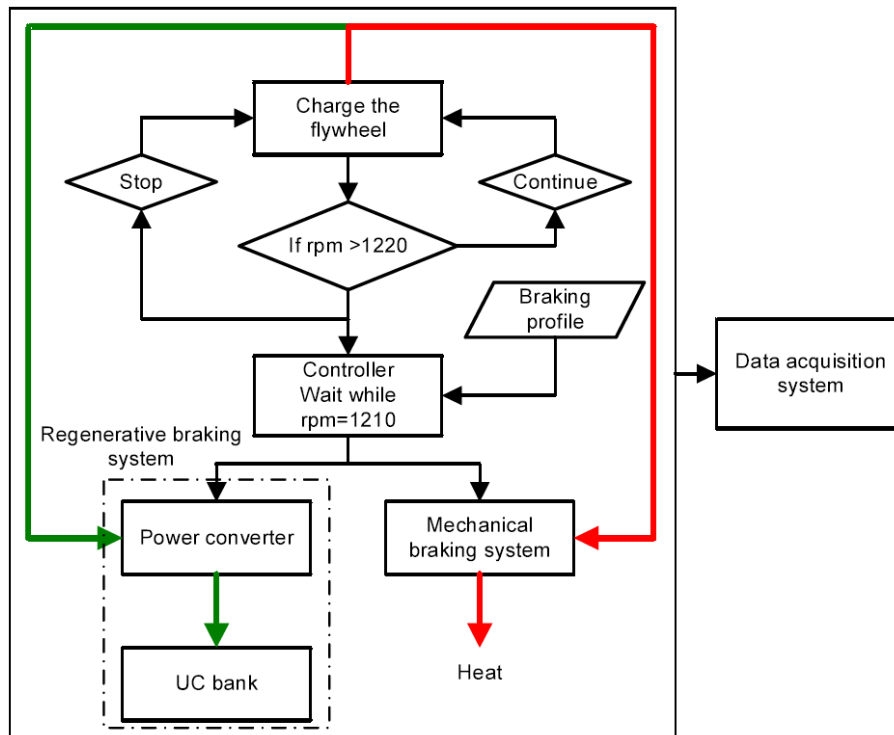 Charge the
flywheel
Stop
Continue
If rpm >1220
Braking
profile
Controller
Wait while
rpm=1210
Data acquisition
system
Regenerative braking
system
Power converter
Mechanical
braking system
UC bank
Heat